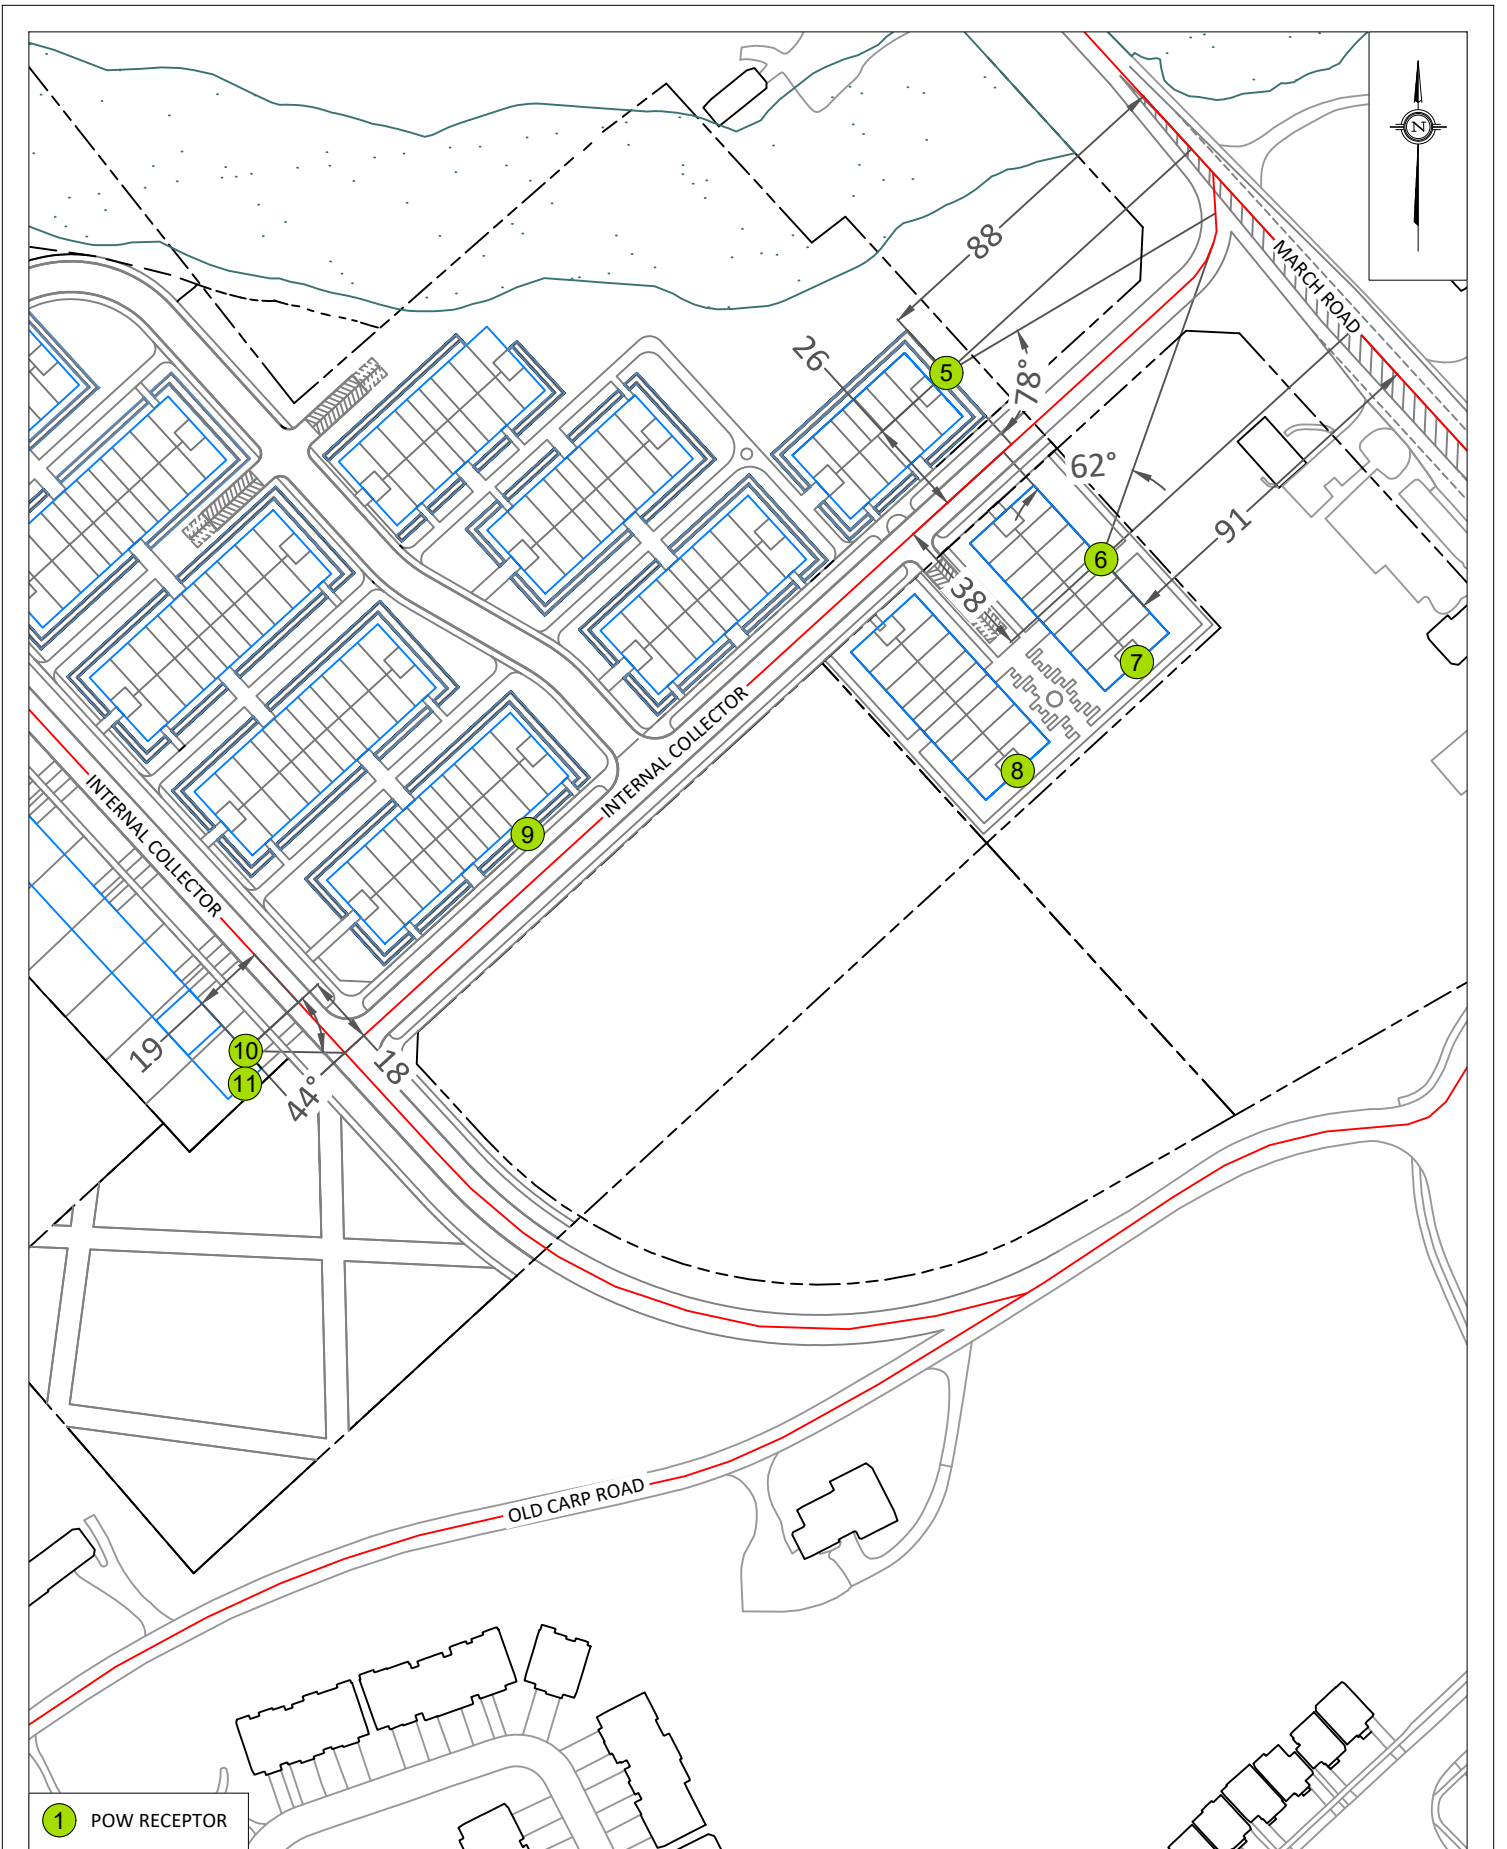 N
88
MARCH ROAD
26
5
78°
62°
91
6
38
7
INTERNAL COLLECTOR
8
INTERNAL COLLECTOR
9
19
10
18
11
44°
OLD CARP ROAD
1 POW RECEPTOR